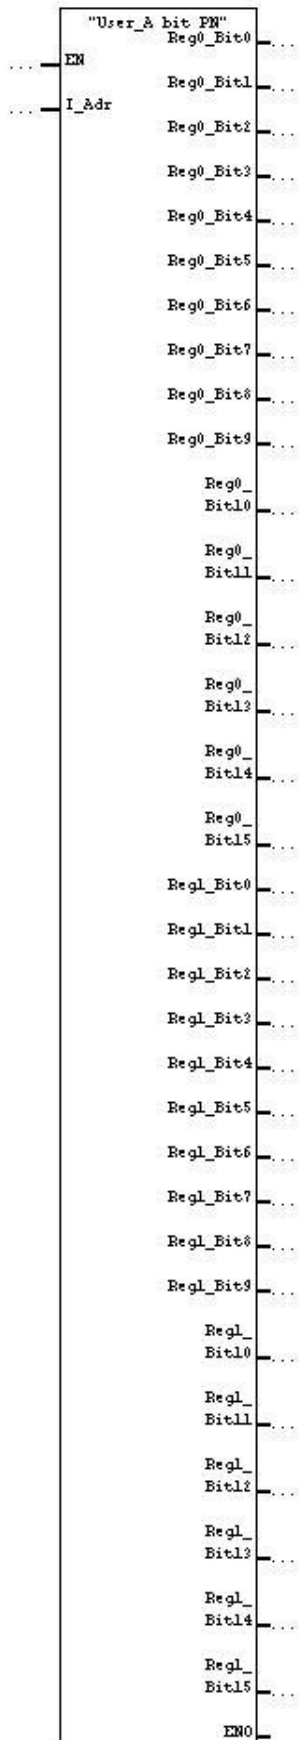 "User_A bit PN"
Reg0_Bit0
... EN
Reg0_Bit1
... I_Adr
Reg0_Bit2
Reg0_Bit3
Reg0_Bit4
Reg0_Bit5
Reg0_Bit6
Reg0_Bit7
Reg0_Bit8
Reg0_Bit9
Reg0_
Bit10
Reg0_
Bit11
Reg0_
Bit12
Reg0_
Bit13
Reg0_
Bit14
Reg0_
Bit15
Reg1_Bit0
Reg1_Bit1
Reg1_Bit2
Reg1_Bit3
Reg1_Bit4
Reg1_Bit5
Reg1_Bit6
Reg1_Bit7
Reg1_Bit8
Reg1_Bit9
Reg1_
Bit10
Reg1_
Bit11
Reg1_
Bit12
Reg1_
Bit13
Reg1_
Bit14
Reg1_
Bit15
ENO